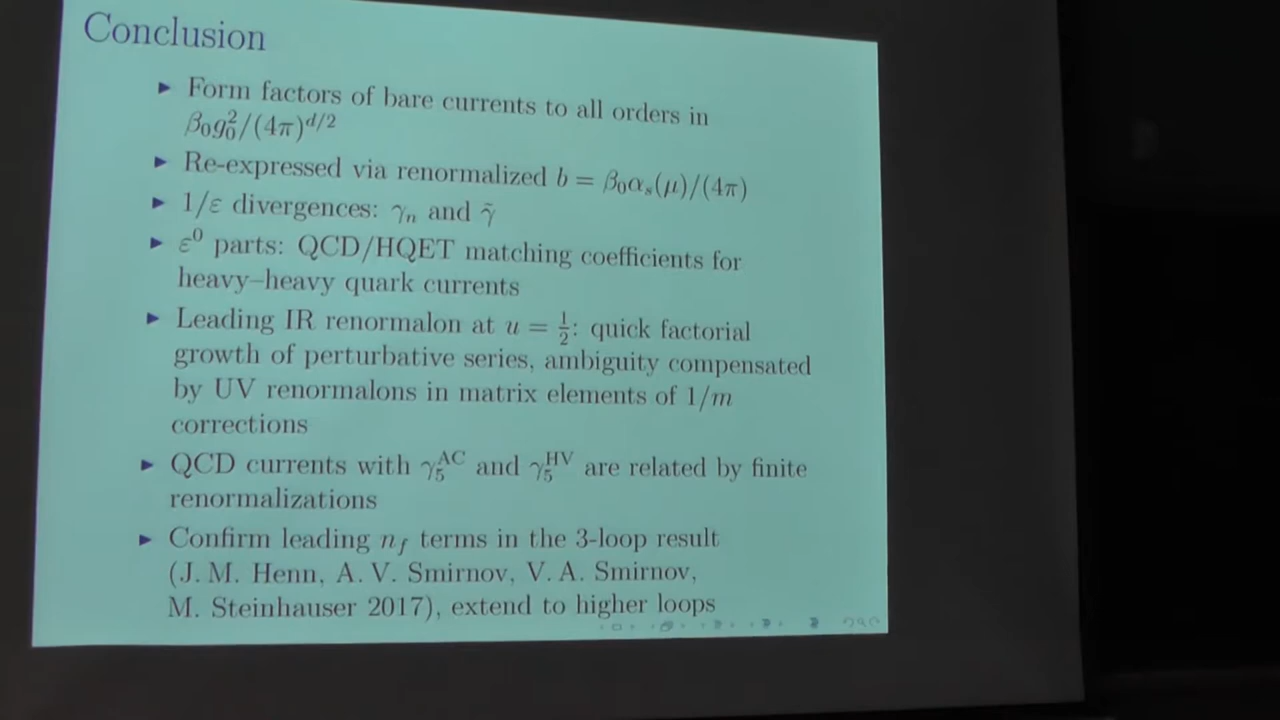 Conclusion
▶ Form factors of bare currents to all orders in
β₀g₀²/(4π)^{d/2}
▶ Re-expressed via renormalized b = β₀αₛ(μ)/(4π)
▶ 1/ε divergences: γₙ and γ̃
▶ ε⁰ parts: QCD/HQET matching coefficients for
heavy–heavy quark currents
▶ Leading IR renormalon at u = 1/2: quick factorial
growth of perturbative series, ambiguity compensated
by UV renormalons in matrix elements of 1/m
corrections
▶ QCD currents with γ₅^{AC} and γ₅^{HV} are related by finite
renormalizations
▶ Confirm leading n_f terms in the 3-loop result
(J. M. Henn, A. V. Smirnov, V. A. Smirnov,
M. Steinhauser 2017), extend to higher loops